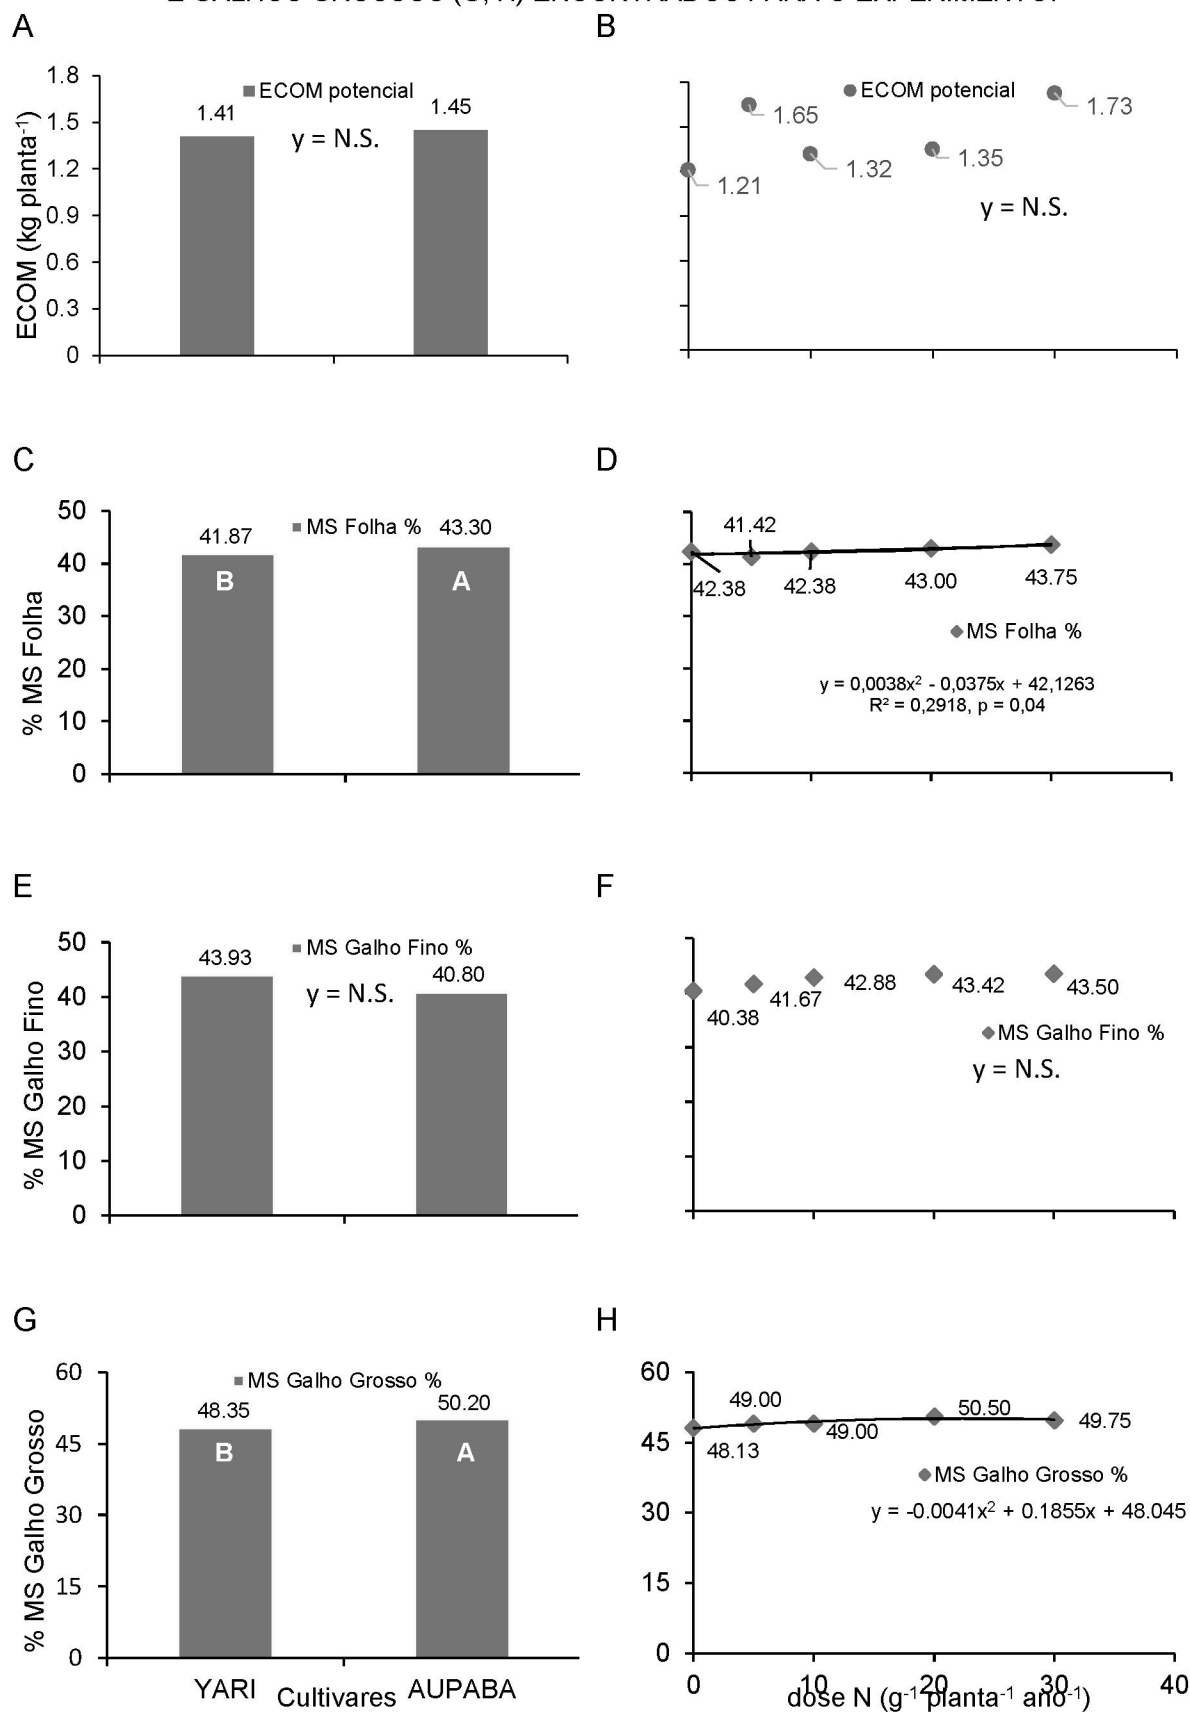 A
B
1.8
1.5
1.2
0.9
0.6
0.3
0
ECOM (kg planta⁻¹)
ECOM potencial
1.41
1.45
y = N.S.
ECOM potencial
1.21
1.65
1.32
1.35
1.73
y = N.S.
C
D
50
40
30
20
10
0
% MS Folha
MS Folha %
41.87
43.30
B
A
41.42
42.38
42.38
43.00
43.75
MS Folha %
y = 0,0038x² - 0,0375x + 42,1263
R² = 0,2918, p = 0,04
E
F
50
40
30
20
10
0
% MS Galho Fino
MS Galho Fino %
43.93
40.80
y = N.S.
40.38
41.67
42.88
43.42
43.50
MS Galho Fino %
y = N.S.
G
H
60
45
30
15
0
% MS Galho Grosso
MS Galho Grosso %
48.35
50.20
B
A
YARI
AUPABA
Cultivares
60
45
30
15
0
48.13
49.00
49.00
50.50
49.75
MS Galho Grosso %
y = -0.0041x² + 0.1855x + 48.045
0
10
20
30
40
dose N (g⁻¹ planta⁻¹ ano⁻¹)